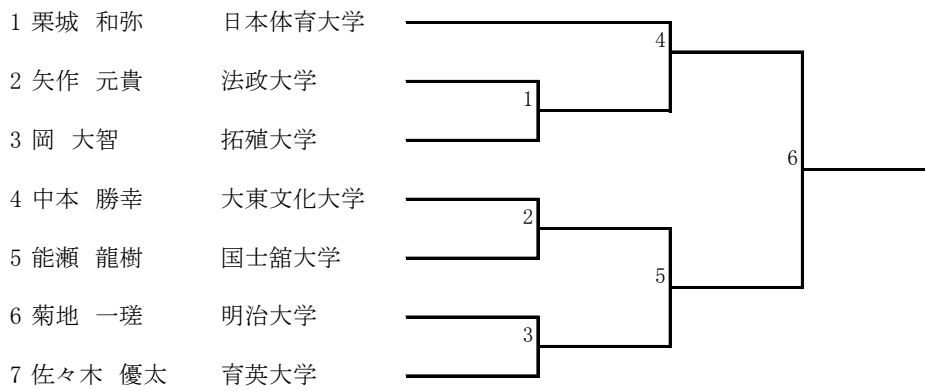 1 栗城 和弥 日本体育大学
4
2 矢作 元貴 法政大学
1
3 岡 大智 拓殖大学
6
4 中本 勝幸 大東文化大学
2
5 能瀬 龍樹 国士舘大学
5
6 菊地 一瑳 明治大学
3
7 佐々木 優太 育英大学